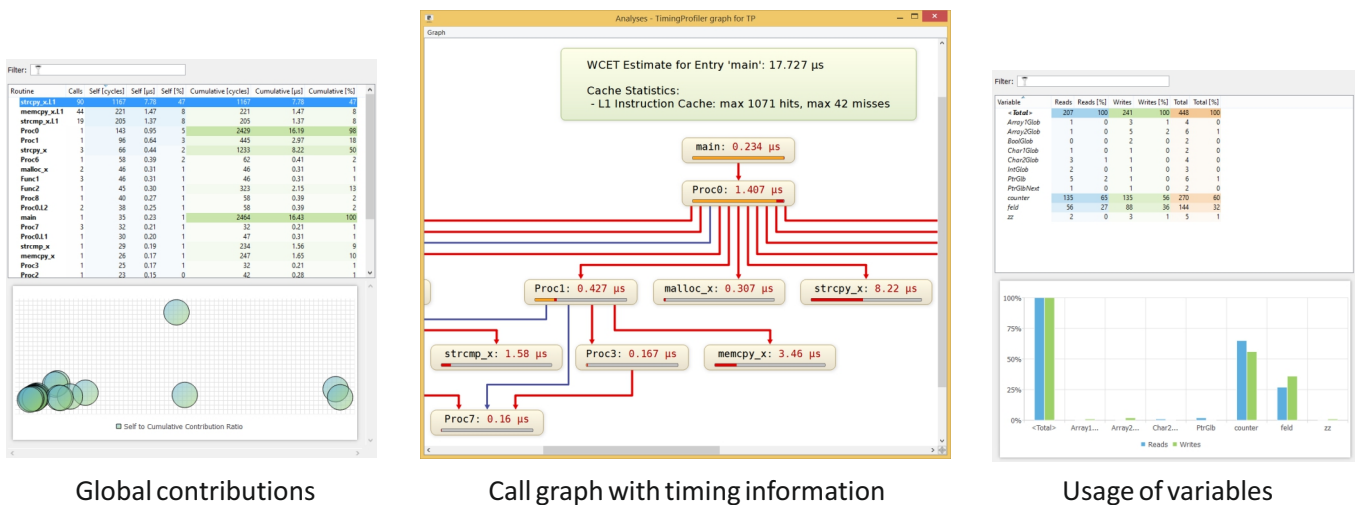 Filter:
Routine Calls Self [cycles] Self [µs] Self [%] Cumulative [cycles] Cumulative [µs] Cumulative [%]
strcpy_x.L1 90 1167 7.78 47 1167 7.78 47
memcpy_x.L1 44 221 1.47 8 221 1.47 8
strcmp_x.L1 19 205 1.37 8 205 1.37 8
Proc0 1 143 0.95 5 2429 16.19 98
Proc1 1 96 0.64 3 445 2.97 18
strcpy_x 3 66 0.44 2 1233 8.22 50
Proc6 1 58 0.39 2 62 0.41 2
malloc_x 2 46 0.31 1 46 0.31 1
Func1 3 46 0.31 1 46 0.31 1
Func2 1 45 0.30 1 323 2.15 13
Proc8 1 40 0.27 1 58 0.39 2
Proc0.L2 2 38 0.25 1 58 0.39 2
main 1 35 0.23 1 2464 16.43 100
Proc7 3 32 0.21 1 32 0.21 1
Proc0.L1 1 30 0.20 1 47 0.31 1
strcmp_x 1 29 0.19 1 234 1.56 9
memcpy_x 1 26 0.17 1 247 1.65 10
Proc3 1 25 0.17 1 32 0.21 1
Proc2 1 23 0.15 0 42 0.28 1
Self to Cumulative Contribution Ratio
Global contributions
Analyses - TimingProfiler graph for TP
Graph
WCET Estimate for Entry 'main': 17.727 µs
Cache Statistics:
- L1 Instruction Cache: max 1071 hits, max 42 misses
main: 0.234 µs
Proc0: 1.407 µs
Proc1: 0.427 µs malloc_x: 0.307 µs strcpy_x: 8.22 µs
strcmp_x: 1.58 µs Proc3: 0.167 µs memcpy_x: 3.46 µs
Proc7: 0.16 µs
Call graph with timing information
Filter:
Variable Reads Reads [%] Writes Writes [%] Total Total [%]
<Total> 207 100 241 100 448 100
Array1Glob 1 0 3 1 4 0
Array2Glob 1 0 5 2 6 1
BoolGlob 0 0 2 0 2 0
Char1Glob 1 0 1 0 2 0
Char2Glob 3 1 1 0 4 0
IntGlob 2 0 1 0 3 0
PtrGlb 5 2 1 0 6 1
PtrGlbNext 1 0 1 0 2 0
counter 135 65 135 56 270 60
feld 56 27 88 36 144 32
zz 2 0 3 1 5 1
100%
75%
50%
25%
0%
<Total> Array1... Array2... Char2... PtrGlb counter feld zz
Reads Writes
Usage of variables